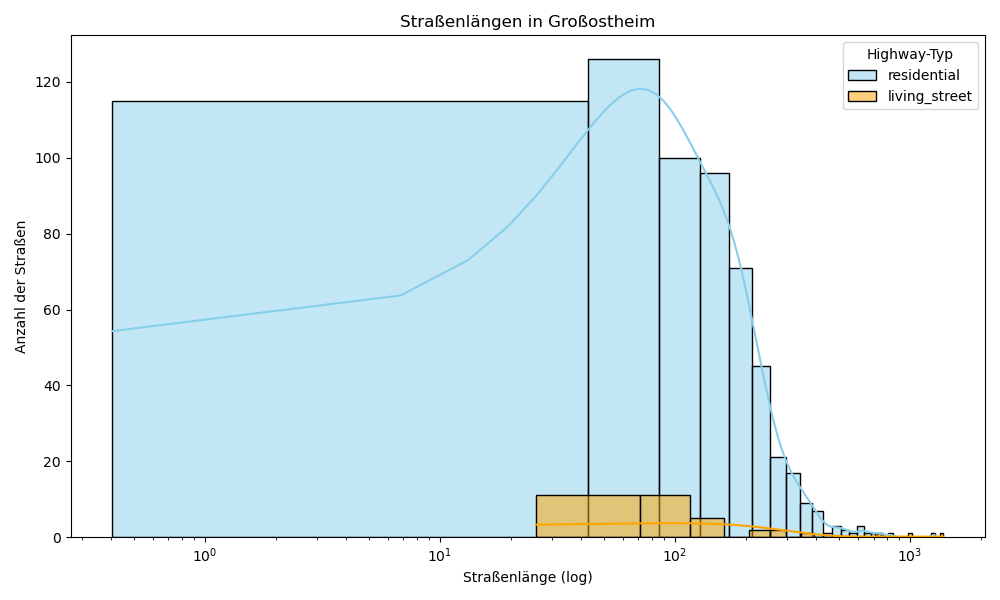 Straßenlängen in Großostheim
Highway-Typ
residential
living_street
Anzahl der Straßen
120
100
80
60
40
20
0
10⁰
10¹
10²
10³
Straßenlänge (log)